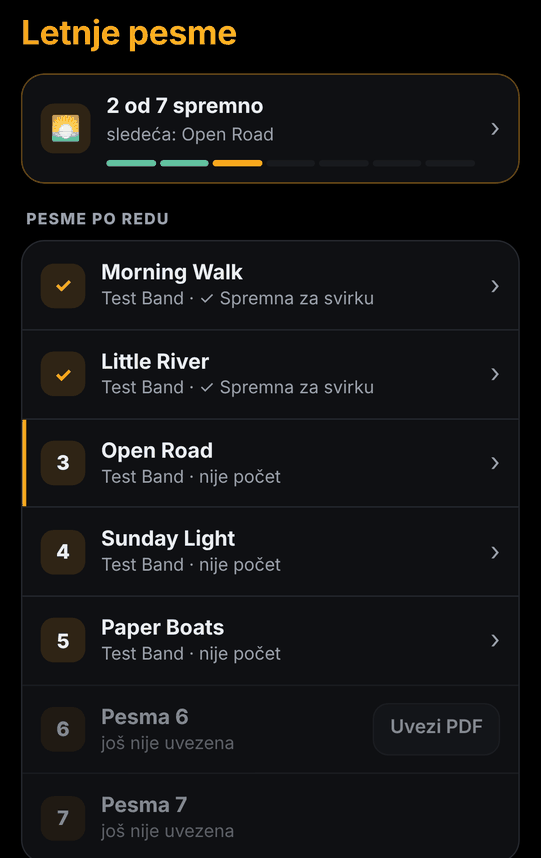 Letnje pesme
2 od 7 spremno
sledeća: Open Road
PESME PO REDU
Morning Walk
Test Band · ✓ Spremna za svirku
Little River
Test Band · ✓ Spremna za svirku
3
Open Road
Test Band · nije počet
4
Sunday Light
Test Band · nije počet
5
Paper Boats
Test Band · nije počet
6
Pesma 6
još nije uvezena
Uvezi PDF
7
Pesma 7
još nije uvezena